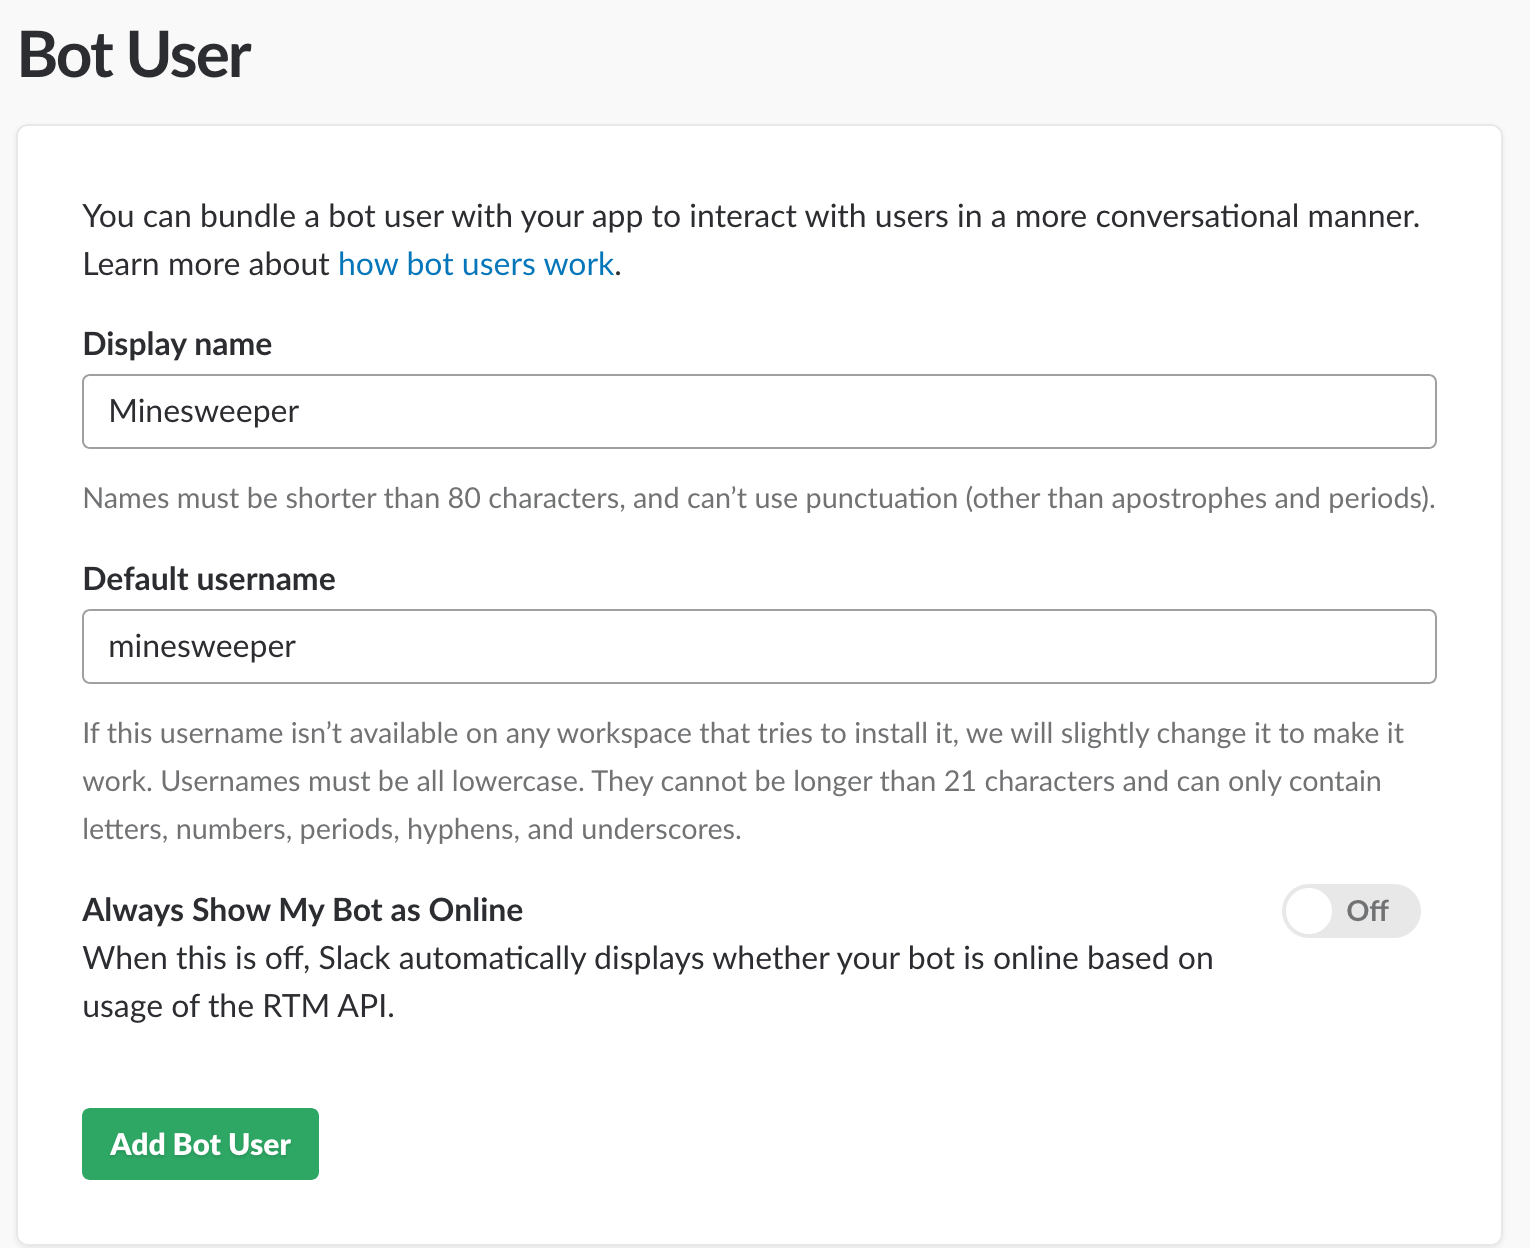 Bot User
You can bundle a bot user with your app to interact with users in a more conversational manner.
Learn more about how bot users work.
Display name
Minesweeper
Names must be shorter than 80 characters, and can’t use punctuation (other than apostrophes and periods).
Default username
minesweeper
If this username isn’t available on any workspace that tries to install it, we will slightly change it to make it
work. Usernames must be all lowercase. They cannot be longer than 21 characters and can only contain
letters, numbers, periods, hyphens, and underscores.
Always Show My Bot as Online
Off
When this is off, Slack automatically displays whether your bot is online based on
usage of the RTM API.
Add Bot User